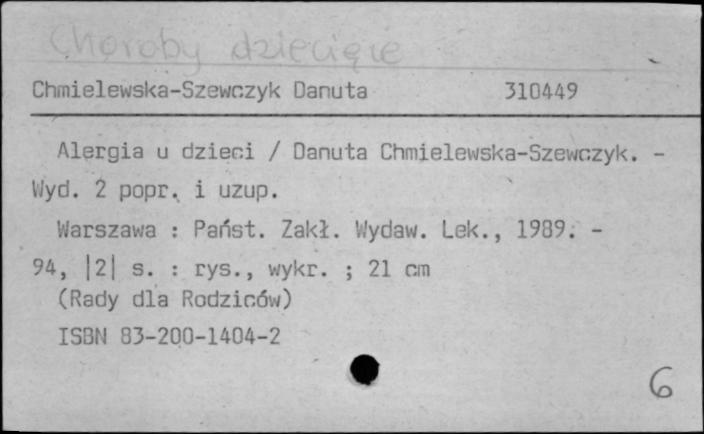 Choroby dziecięce
Chmielewska-Szewczyk Danuta 310449
Alergia u dzieci / Danuta Chmielewska-Szewczyk. -
Wyd. 2 popr. i uzup.
Warszawa : Państ. Zakł. Wydaw. Lek., 1989. -
94, |2| s. : rys., wykr. ; 21 cm
(Rady dla Rodziców)
ISBN 83-200-1404-2
6